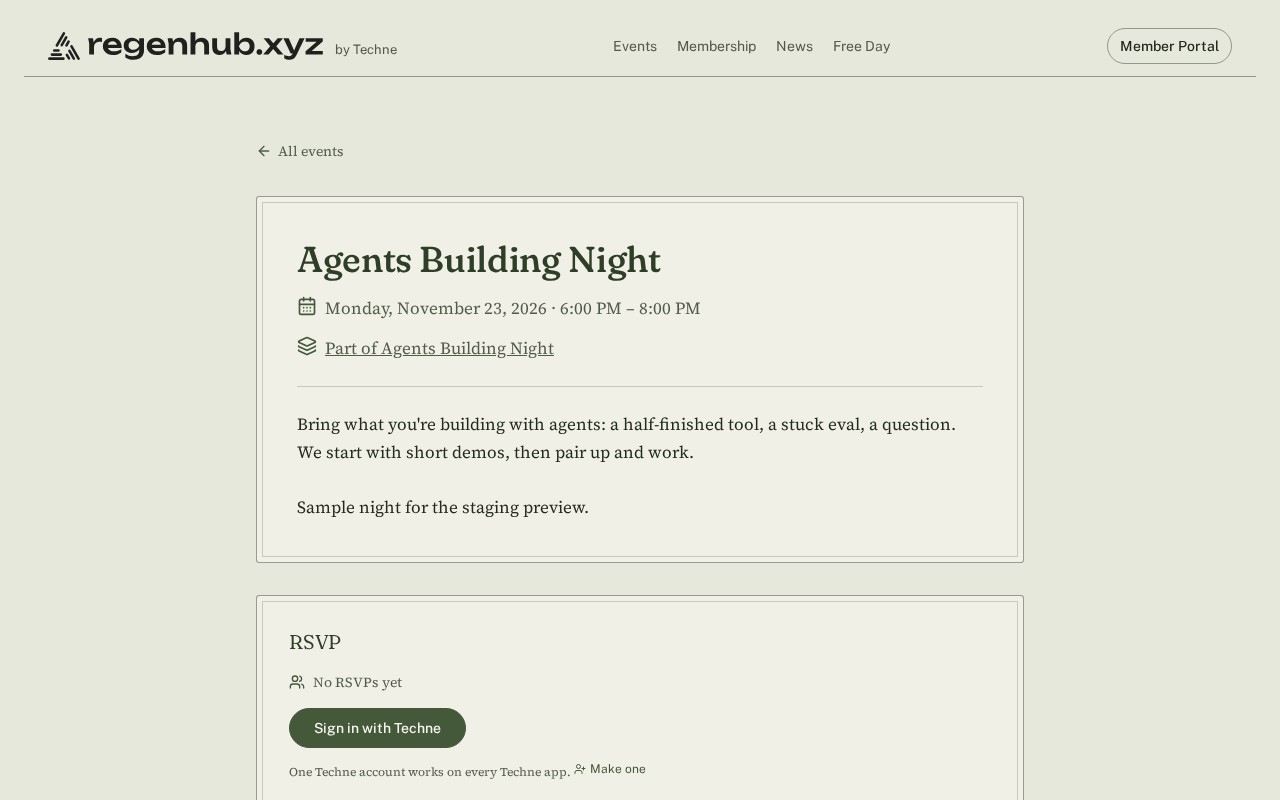 regenhub.xyz by Techne
Events Membership News Free Day
Member Portal
All events
Agents Building Night
Monday, November 23, 2026 · 6:00 PM – 8:00 PM
Part of Agents Building Night
Bring what you're building with agents: a half-finished tool, a stuck eval, a question.
We start with short demos, then pair up and work.
Sample night for the staging preview.
RSVP
No RSVPs yet
Sign in with Techne
One Techne account works on every Techne app. Make one